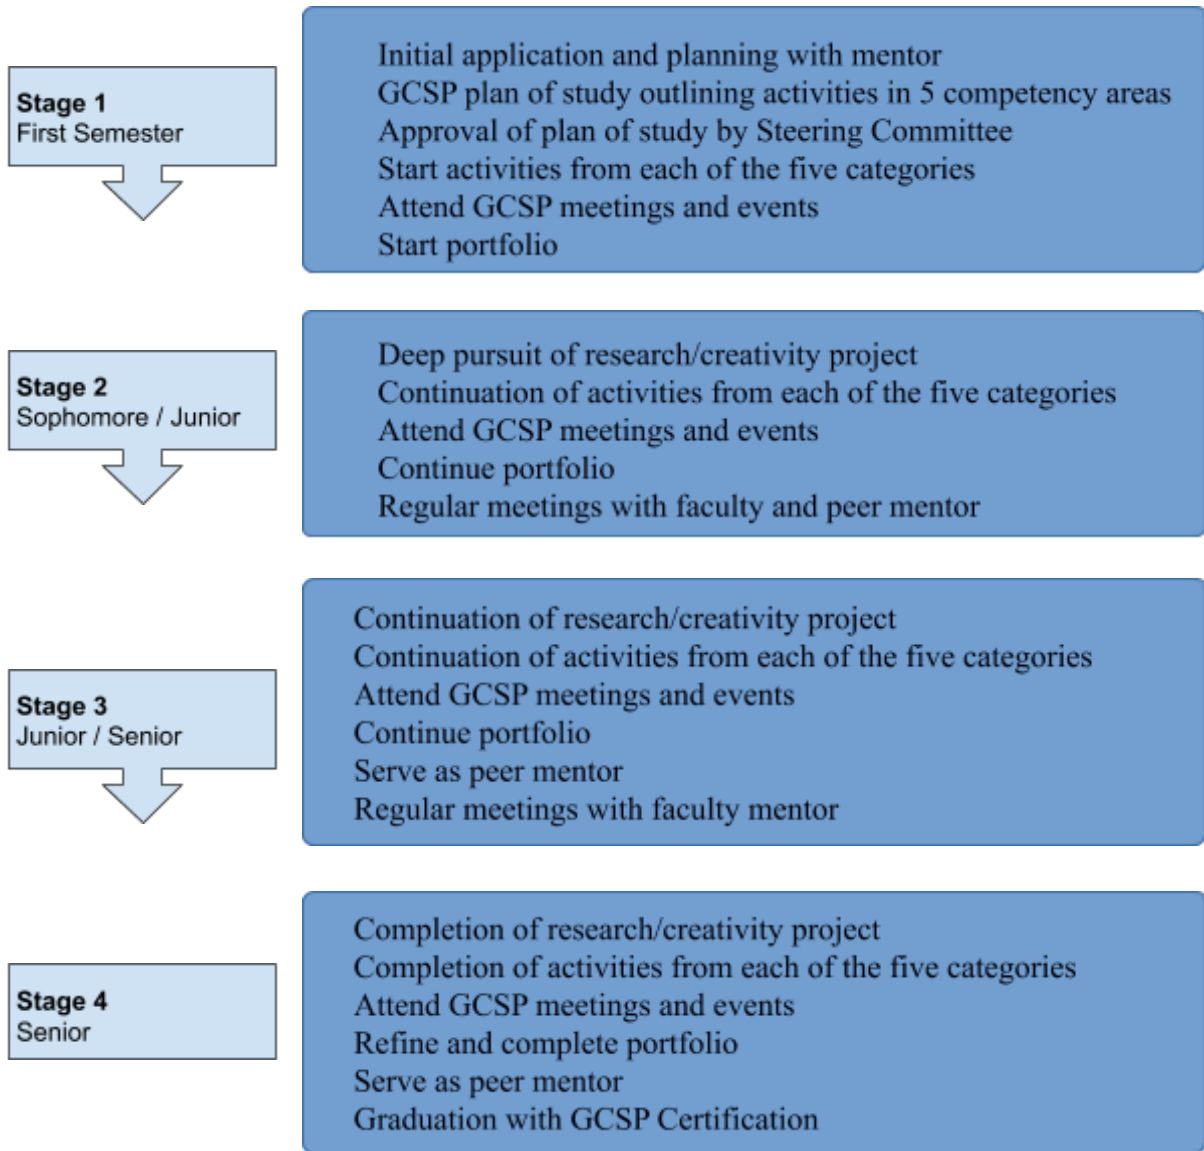 Stage 1
First Semester
Initial application and planning with mentor
GCSP plan of study outlining activities in 5 competency areas
Approval of plan of study by Steering Committee
Start activities from each of the five categories
Attend GCSP meetings and events
Start portfolio
Stage 2
Sophomore / Junior
Deep pursuit of research/creativity project
Continuation of activities from each of the five categories
Attend GCSP meetings and events
Continue portfolio
Regular meetings with faculty and peer mentor
Stage 3
Junior / Senior
Continuation of research/creativity project
Continuation of activities from each of the five categories
Attend GCSP meetings and events
Continue portfolio
Serve as peer mentor
Regular meetings with faculty mentor
Stage 4
Senior
Completion of research/creativity project
Completion of activities from each of the five categories
Attend GCSP meetings and events
Refine and complete portfolio
Serve as peer mentor
Graduation with GCSP Certification